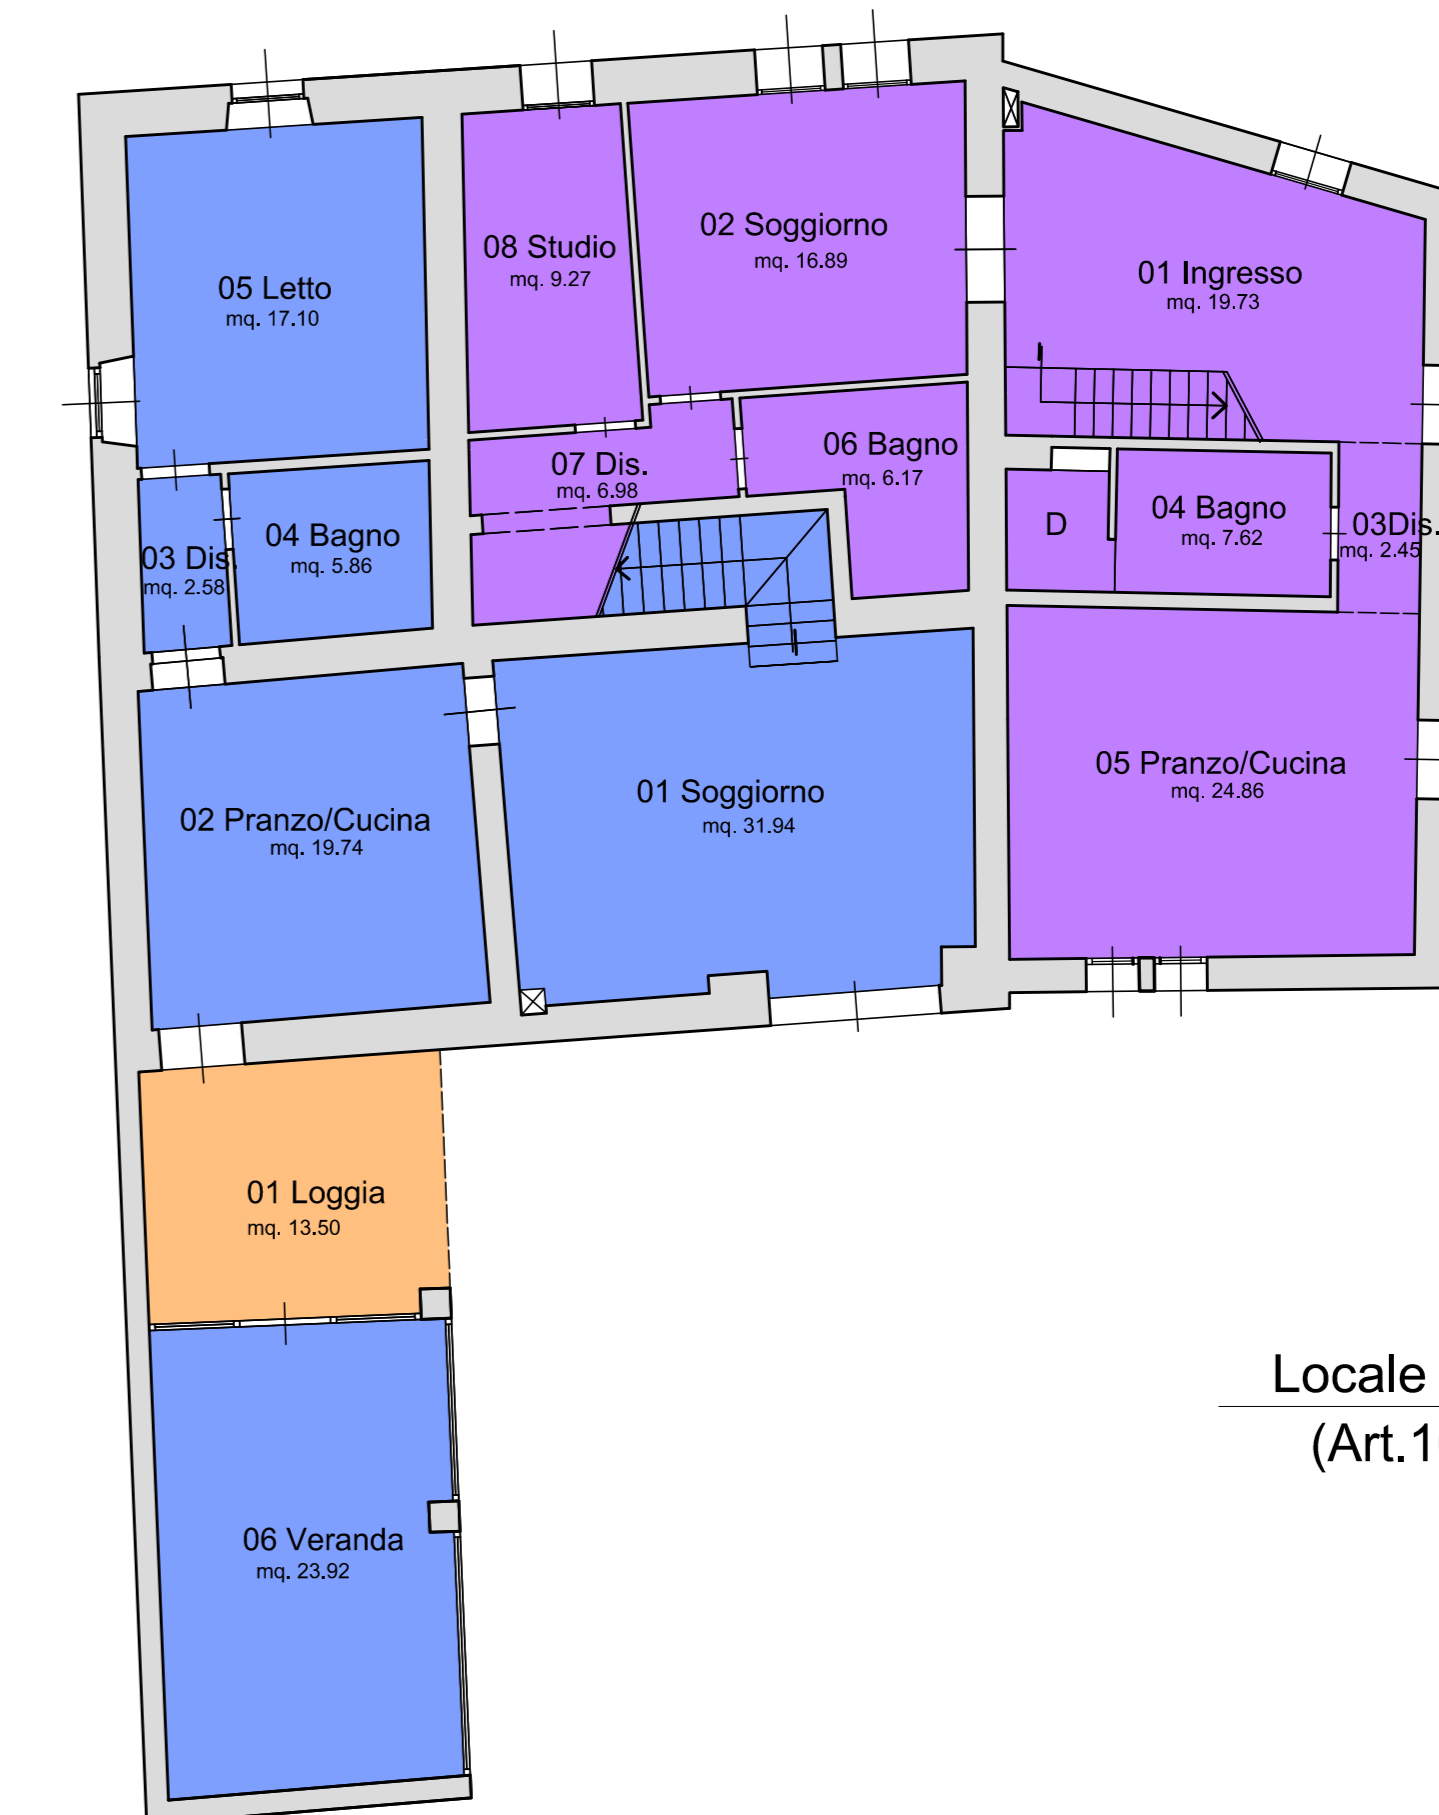 02 Soggiorno
mq. 16.89
08 Studio
mq. 9.27
01 Ingresso
mq. 19.73
05 Letto
mq. 17.10
06 Bagno
mq. 6.17
07 Dis.
mq. 6.98
04 Bagno
mq. 7.62
D
03Dis.
mq. 2.45
04 Bagno
mq. 5.86
03 Dis.
mq. 2.58
05 Pranzo/Cucina
mq. 24.86
01 Soggiorno
mq. 31.94
02 Pranzo/Cucina
mq. 19.74
01 Loggia
mq. 13.50
Locale
(Art.1
06 Veranda
mq. 23.92